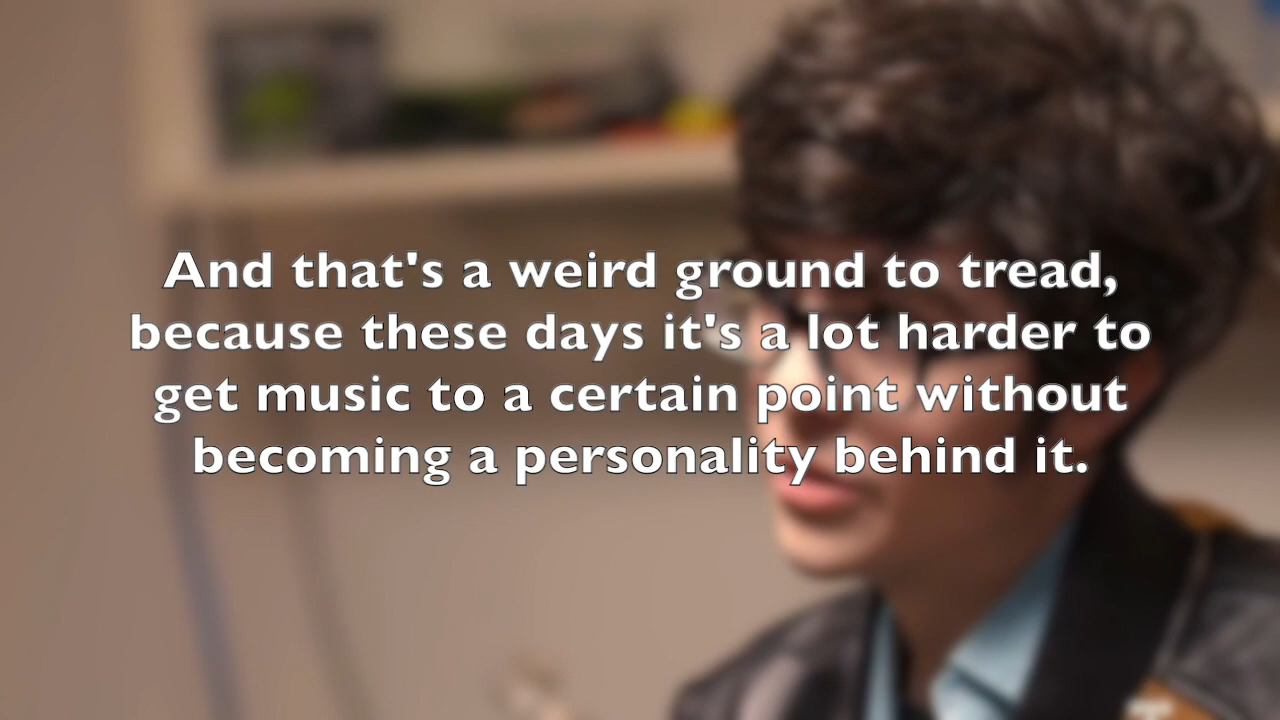 And that's a weird ground to tread,
because these days it's a lot harder to
get music to a certain point without
becoming a personality behind it.